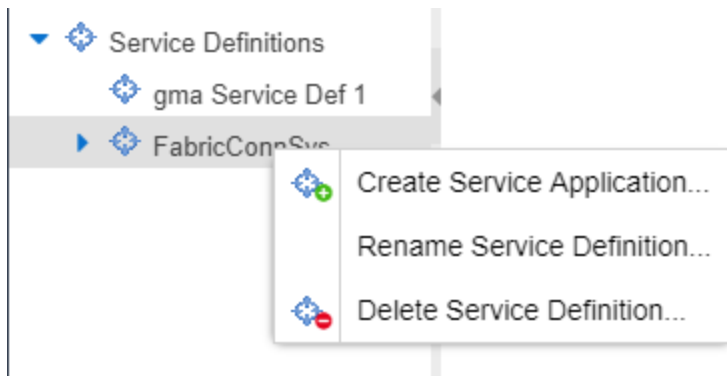 Service Definitions
gma Service Def 1
FabricConnSys
Create Service Application...
Rename Service Definition...
Delete Service Definition...